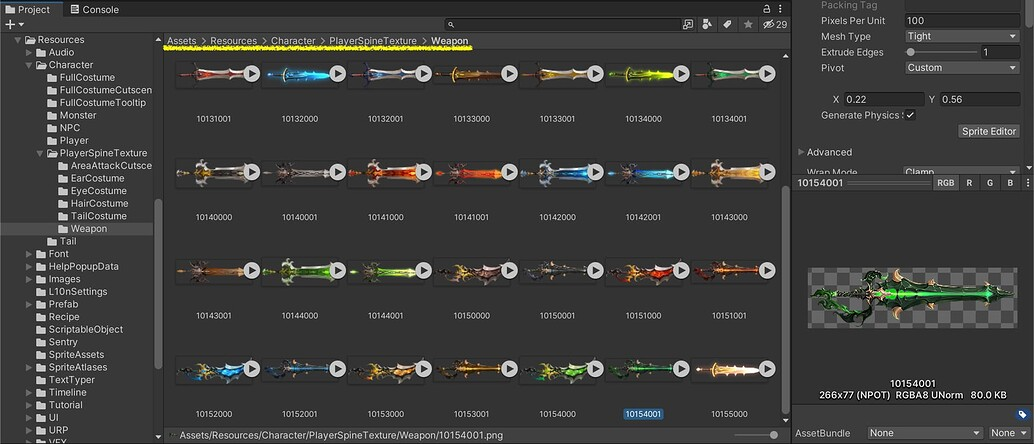 Project
Console
29
Resources
Audio
Character
FullCostume
FullCostumeCutscen
FullCostumeTooltip
Monster
NPC
Player
PlayerSpineTexture
AreaAttackCutsce
EarCostume
EyeCostume
HairCostume
TailCostume
Weapon
Tail
Font
HelpPopupData
Images
L10nSettings
Prefab
Recipe
ScriptableObject
Sentry
SpriteAssets
SpriteAtlases
TextTyper
Timeline
Tutorial
UI
URP
VFX
Assets > Resources > Character > PlayerSpineTexture > Weapon
10131001 10132000 10132001 10133000 10133001 10134000 10134001
10140000 10140001 10141000 10141001 10142000 10142001 10143000
10143001 10144000 10144001 10150000 10150001 10151000 10151001
10152000 10152001 10153000 10153001 10154000 10154001 10155000
Assets/Resources/Character/PlayerSpineTexture/Weapon/10154001.png
Packing Tag
Pixels Per Unit 100
Mesh Type Tight
Extrude Edges 1
Pivot Custom
X 0.22 Y 0.56
Generate Physics S
Sprite Editor
Advanced
Wrap Mode Clamp
10154001 RGB R G B
10154001
266x77 (NPOT) RGBA8 UNorm 80.0 KB
AssetBundle None None